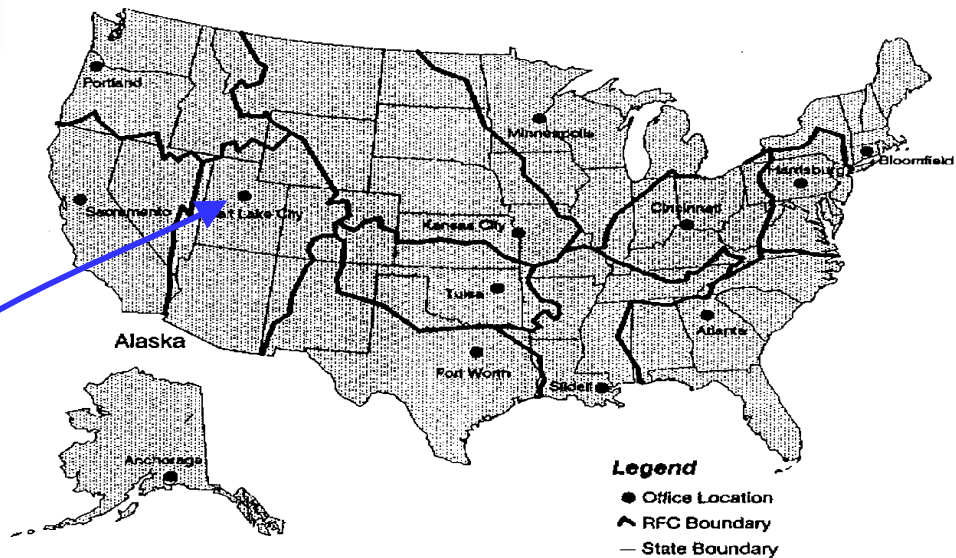 Portland
Minneapolis
Bloomfield
Harrisburg
Sacramento
Lake City
Cincinnati
Kansas City
Tulsa
Atlanta
Alaska
Fort Worth
Slidell
Anchorage
Legend
Office Location
RFC Boundary
State Boundary